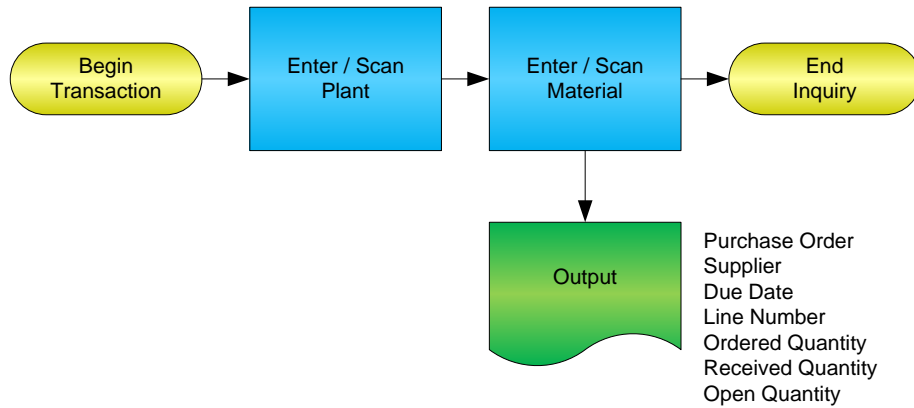 Begin
Transaction
Enter / Scan
Plant
Enter / Scan
Material
End
Inquiry
Output
Purchase Order
Supplier
Due Date
Line Number
Ordered Quantity
Received Quantity
Open Quantity